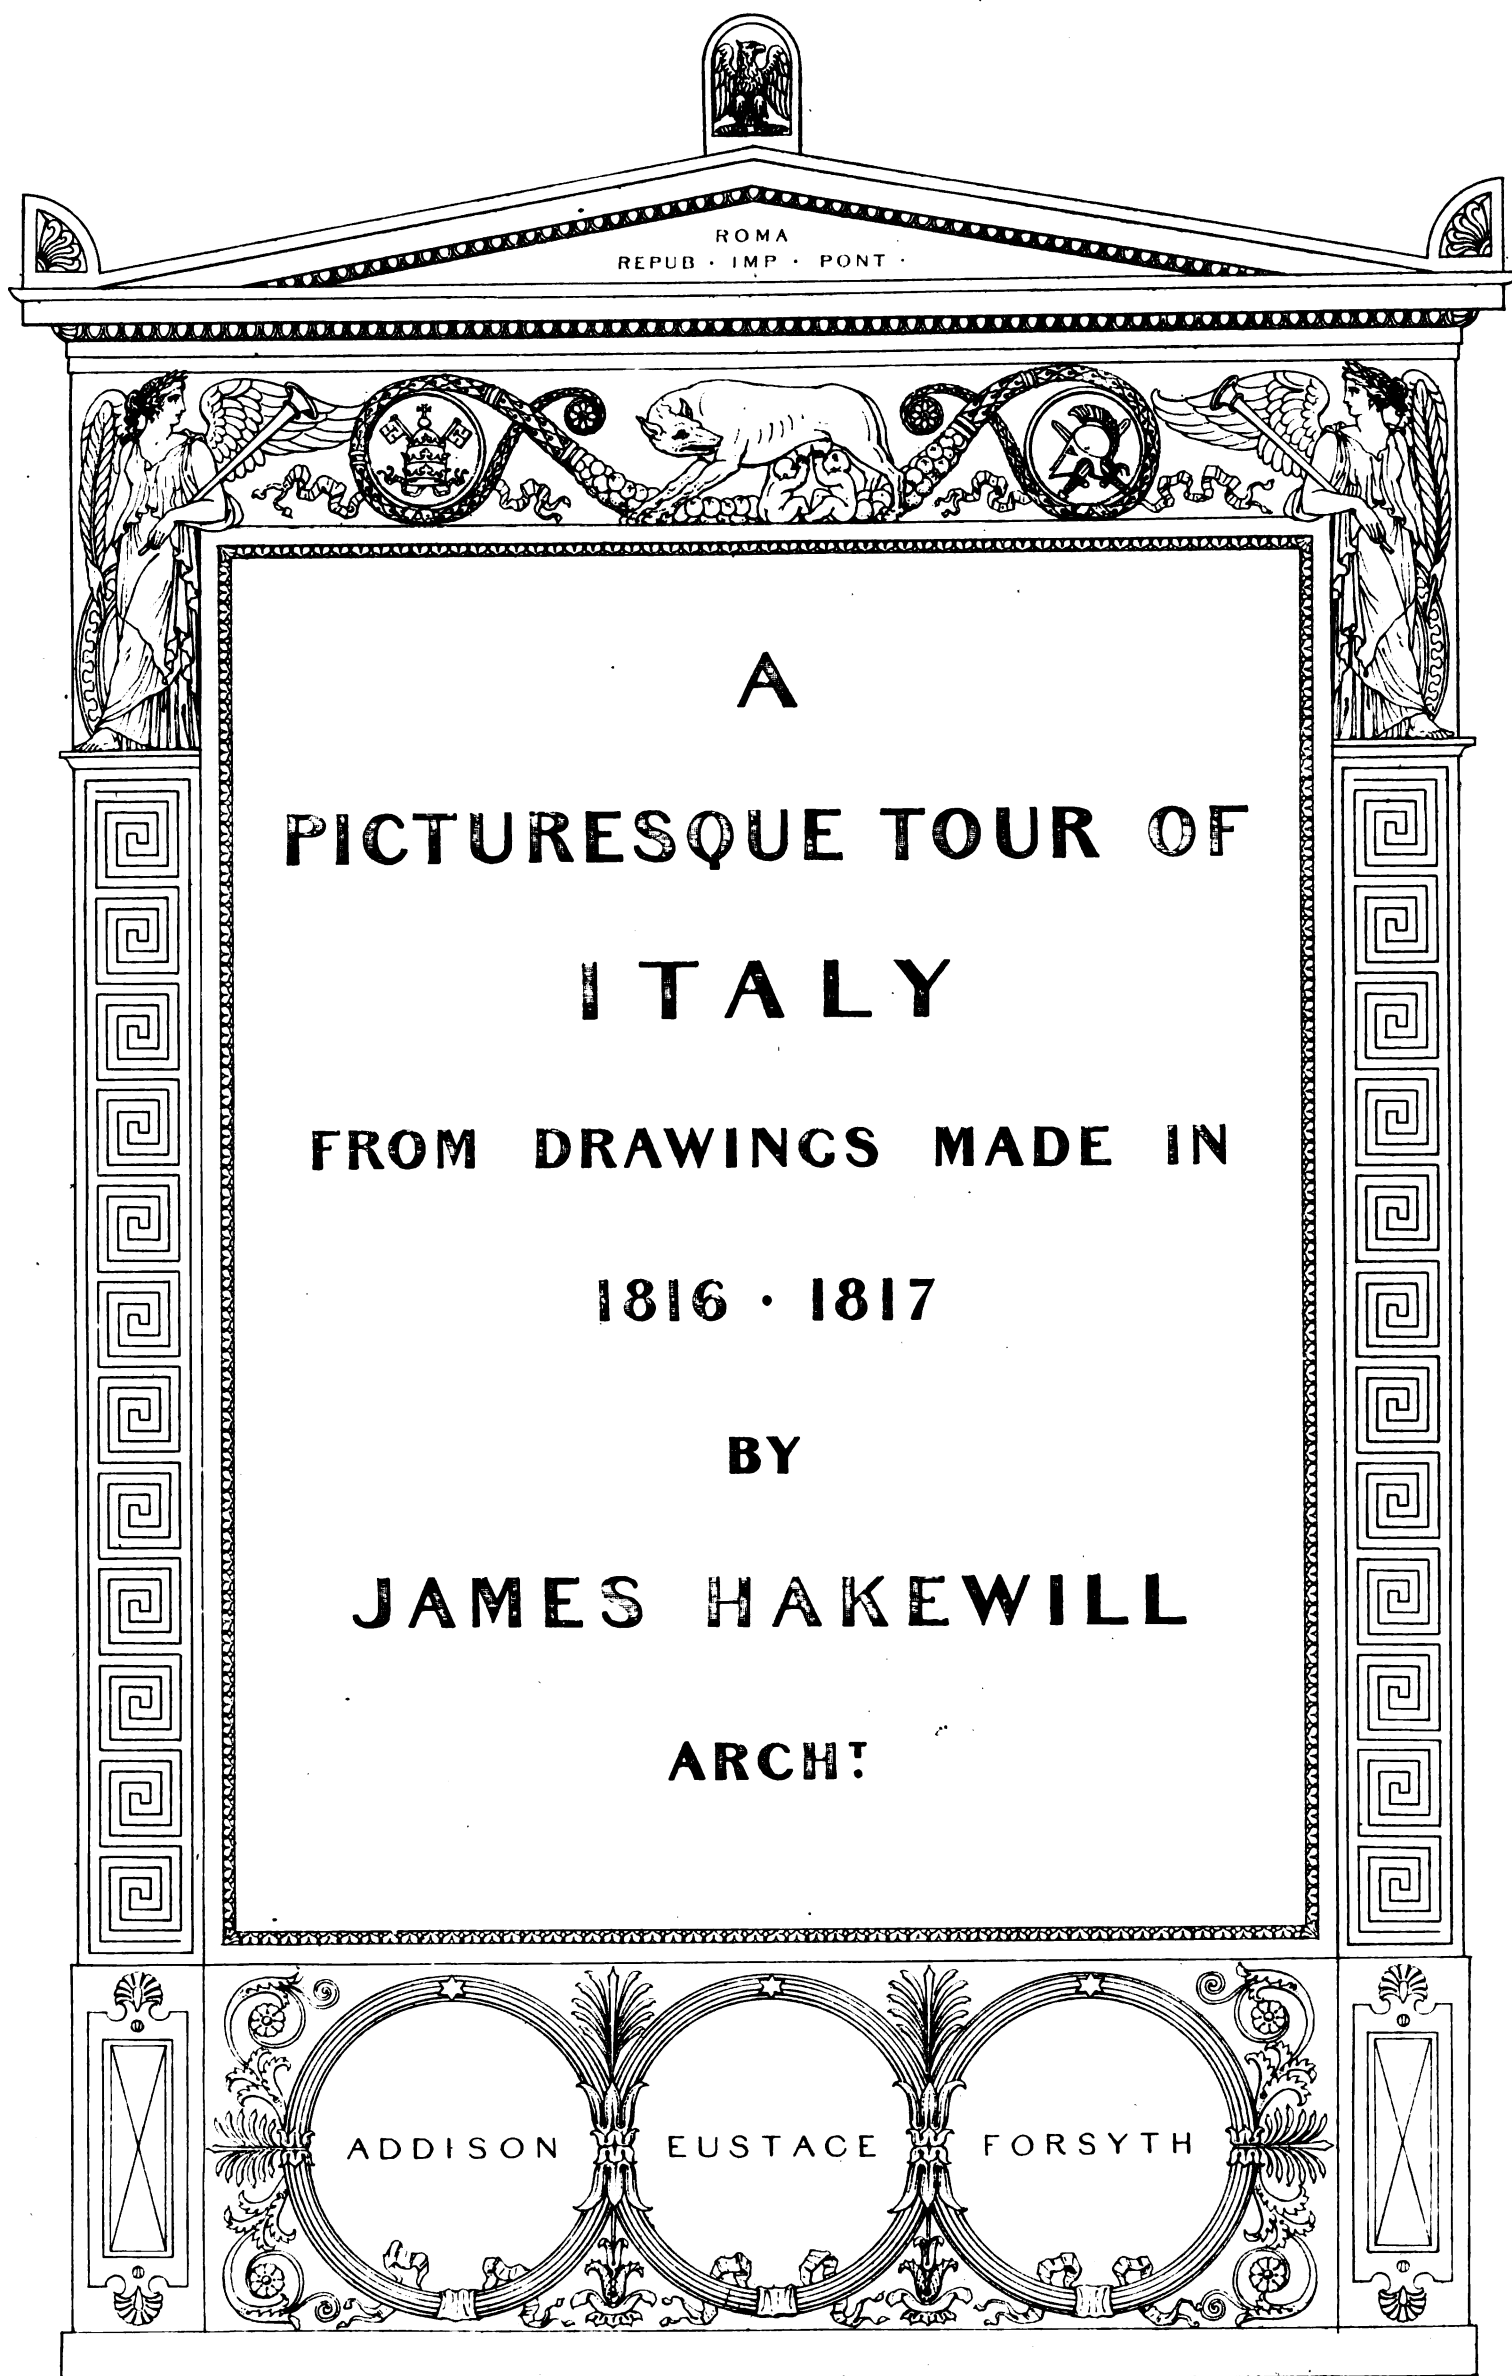 ROMA
REPUB · IMP · PONT ·
A
PICTURESQUE TOUR OF
ITALY
FROM DRAWINGS MADE IN
1816 · 1817
BY
JAMES HAKEWILL
ARCHT.
ADDISON
EUSTACE
FORSYTH